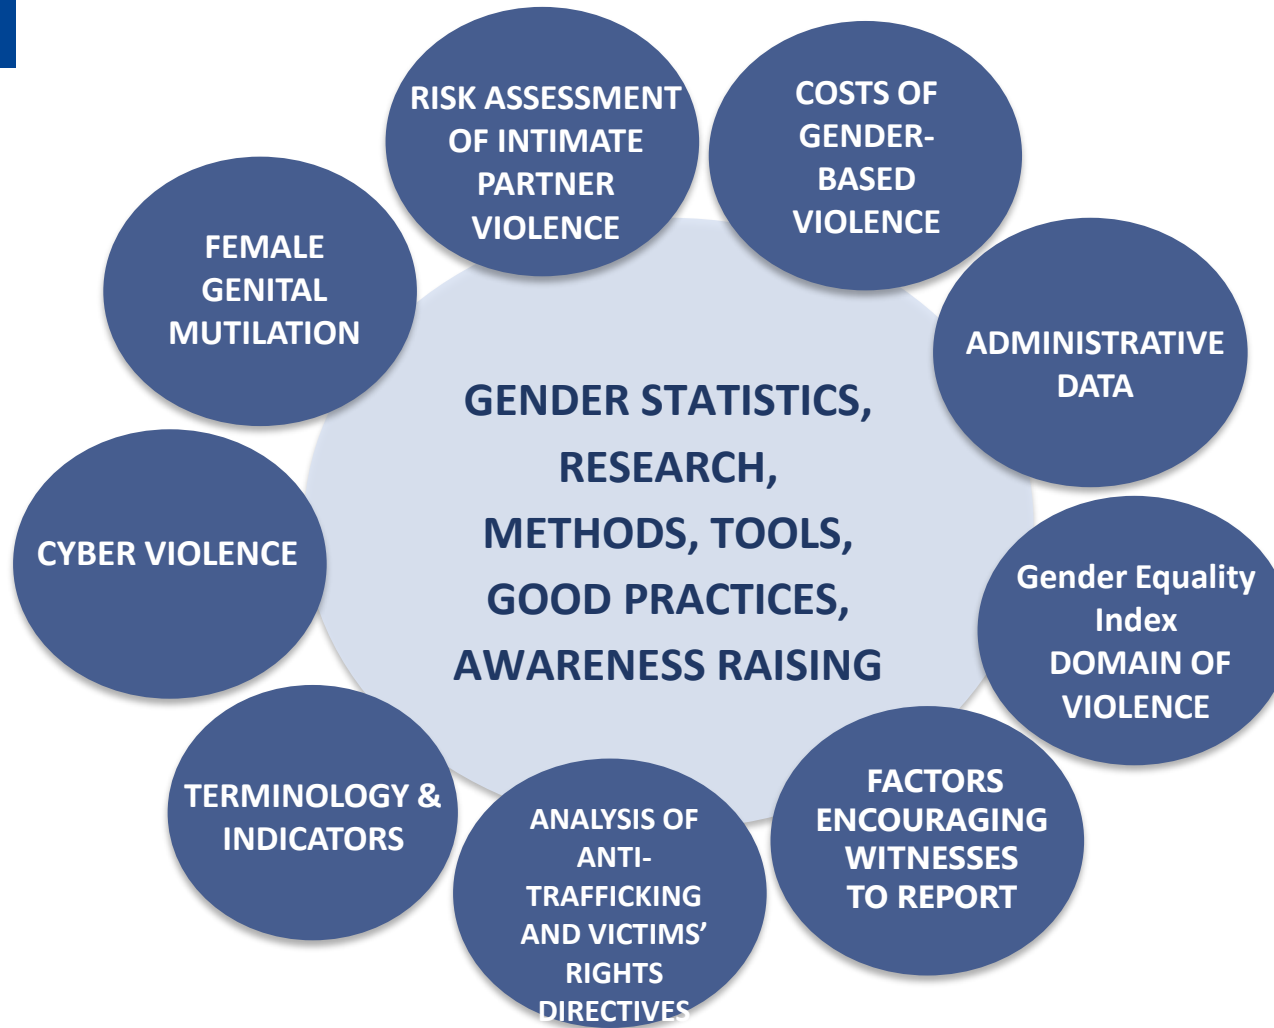 RISK ASSESSMENT
OF INTIMATE
PARTNER
VIOLENCE
COSTS OF
GENDER-
BASED
VIOLENCE
FEMALE
GENITAL
MUTILATION
ADMINISTRATIVE
DATA
GENDER STATISTICS,
RESEARCH,
METHODS, TOOLS,
GOOD PRACTICES,
AWARENESS RAISING
CYBER VIOLENCE
Gender Equality
Index
DOMAIN OF
VIOLENCE
TERMINOLOGY &
INDICATORS
ANALYSIS OF
ANTI-
TRAFFICKING
AND VICTIMS’
RIGHTS
DIRECTIVES
FACTORS
ENCOURAGING
WITNESSES
TO REPORT